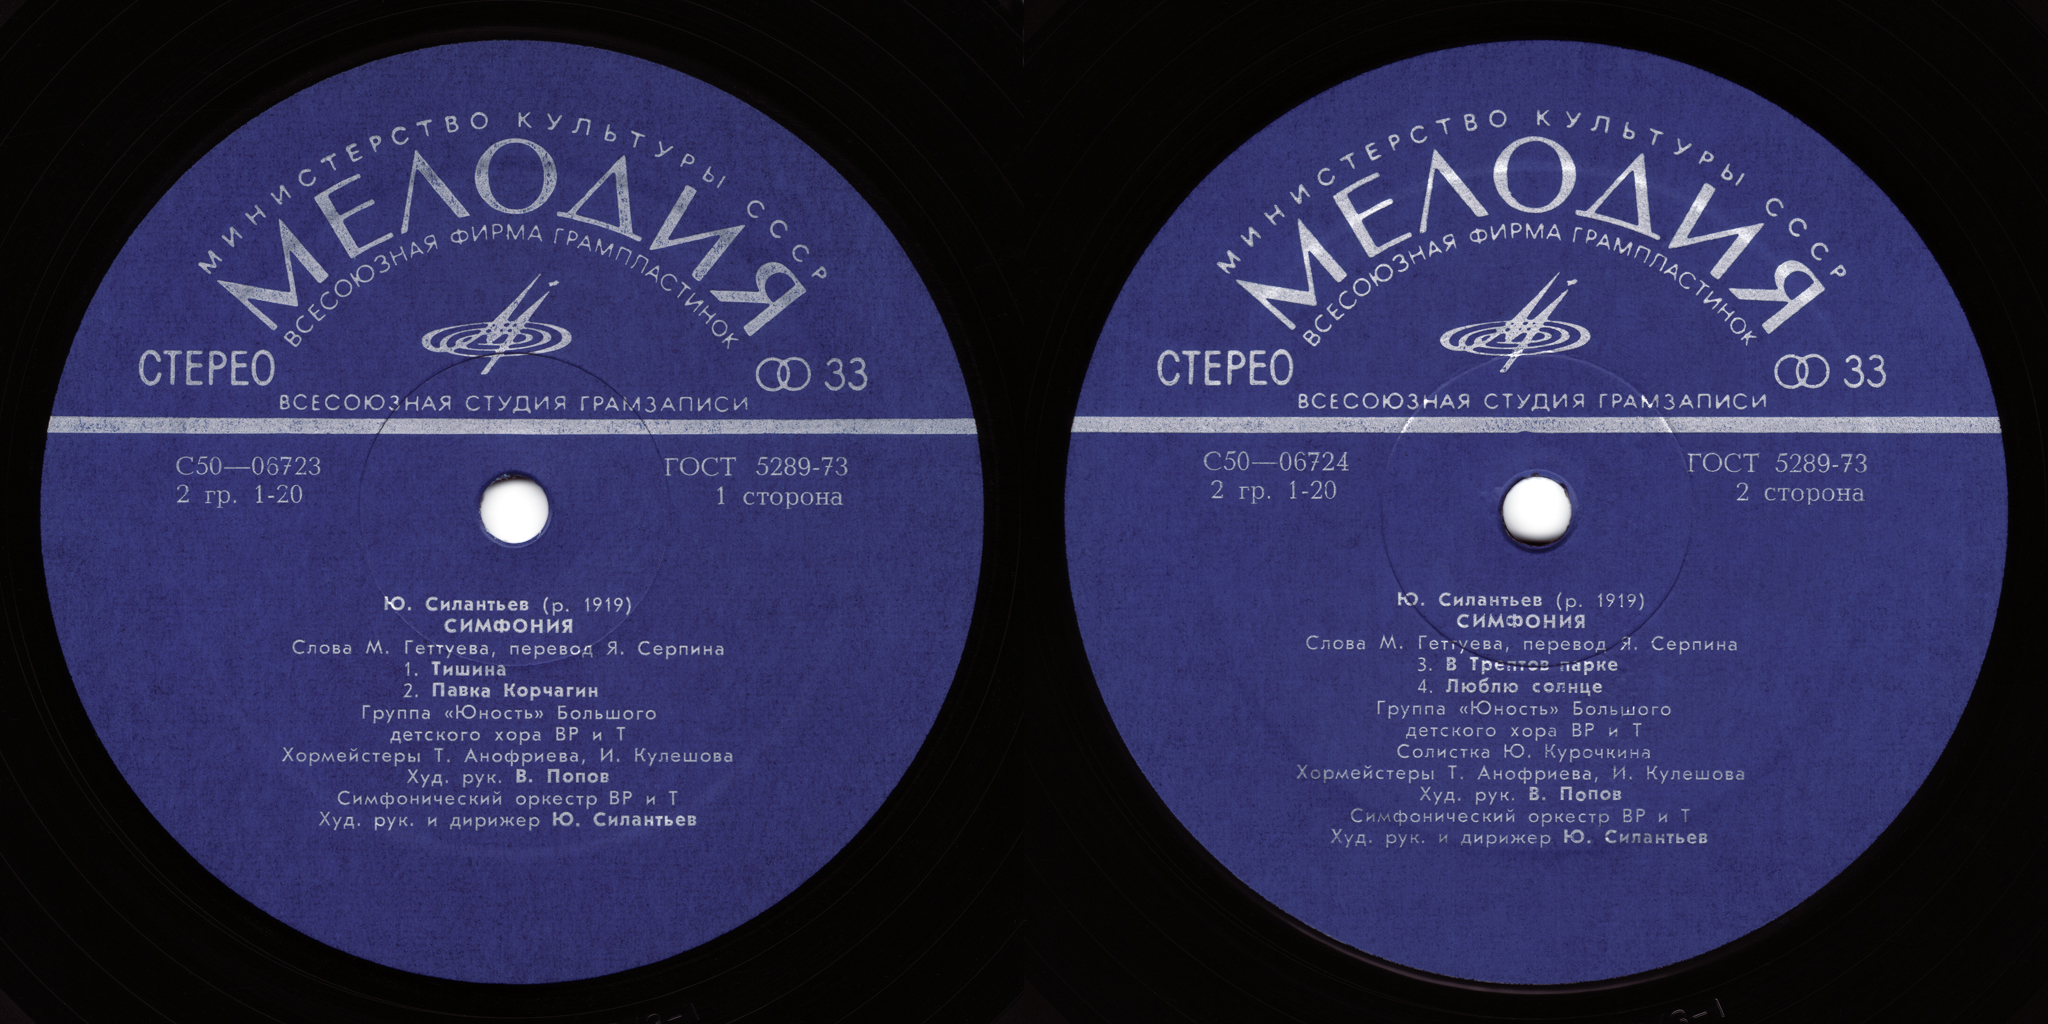 МИНИСТЕРСТВО КУЛЬТУРЫ СССР
МЕЛОДИЯ
ВСЕСОЮЗНАЯ ФИРМА ГРАМПЛАСТИНОК
СТЕРЕО
33
ВСЕСОЮЗНАЯ СТУДИЯ ГРАМЗАПИСИ
С50—06723
ГОСТ 5289-73
2 гр. 1-20
1 сторона
Ю. Силантьев (р. 1919)
СИМФОНИЯ
Слова М. Геттуева, перевод Я. Серпина
1. Тишина
2. Павка Корчагин
Группа «Юность» Большого
детского хора ВР и Т
Хормейстеры Т. Анофриева, И. Кулешова
Худ. рук. В. Попов
Симфонический оркестр ВР и Т
Худ. рук. и дирижер Ю. Силантьев
МИНИСТЕРСТВО КУЛЬТУРЫ СССР
МЕЛОДИЯ
ВСЕСОЮЗНАЯ ФИРМА ГРАМПЛАСТИНОК
СТЕРЕО
33
ВСЕСОЮЗНАЯ СТУДИЯ ГРАМЗАПИСИ
С50—06724
ГОСТ 5289-73
2 гр. 1-20
2 сторона
Ю. Силантьев (р. 1919)
СИМФОНИЯ
Слова М. Геттуева, перевод Я. Серпина
3. В Трептов парке
4. Люблю солнце
Группа «Юность» Большого
детского хора ВР и Т
Солистка Ю. Курочкина
Хормейстеры Т. Анофриева, И. Кулешова
Худ. рук. В. Попов
Симфонический оркестр ВР и Т
Худ. рук. и дирижер Ю. Силантьев
3-1